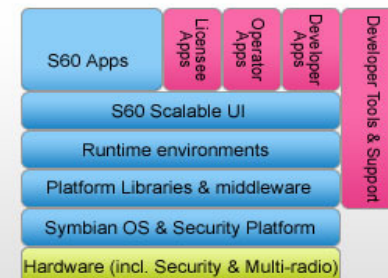 S60 Apps
Licensee
Apps
Operator
Apps
Developer
Apps
Developer Tools & Support
S60 Scalable UI
Runtime environments
Platform Libraries & middleware
Symbian OS & Security Platform
Hardware (incl. Security & Multi-radio)